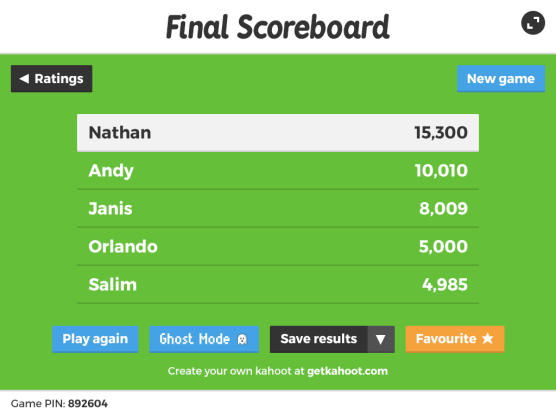 Final Scoreboard
◀ Ratings
New game
Nathan 15,300
Andy 10,010
Janis 8,009
Orlando 5,000
Salim 4,985
Play again
Ghost Mode
Save results ▼
Favourite ★
Create your own kahoot at getkahoot.com
Game PIN: 892604